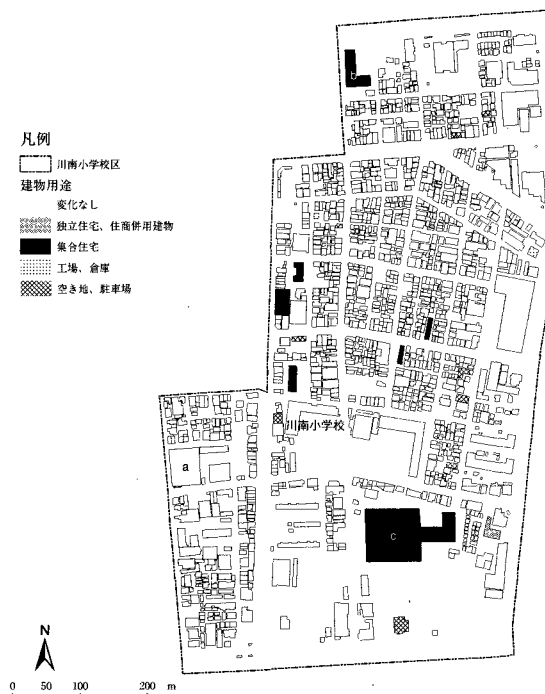 b
凡例
川南小学校区
建物用途
変化なし
独立住宅、住商併用建物
集合住宅
工場、倉庫
空き地、駐車場
川南小学校
a
c
N
0 50 100 200 m